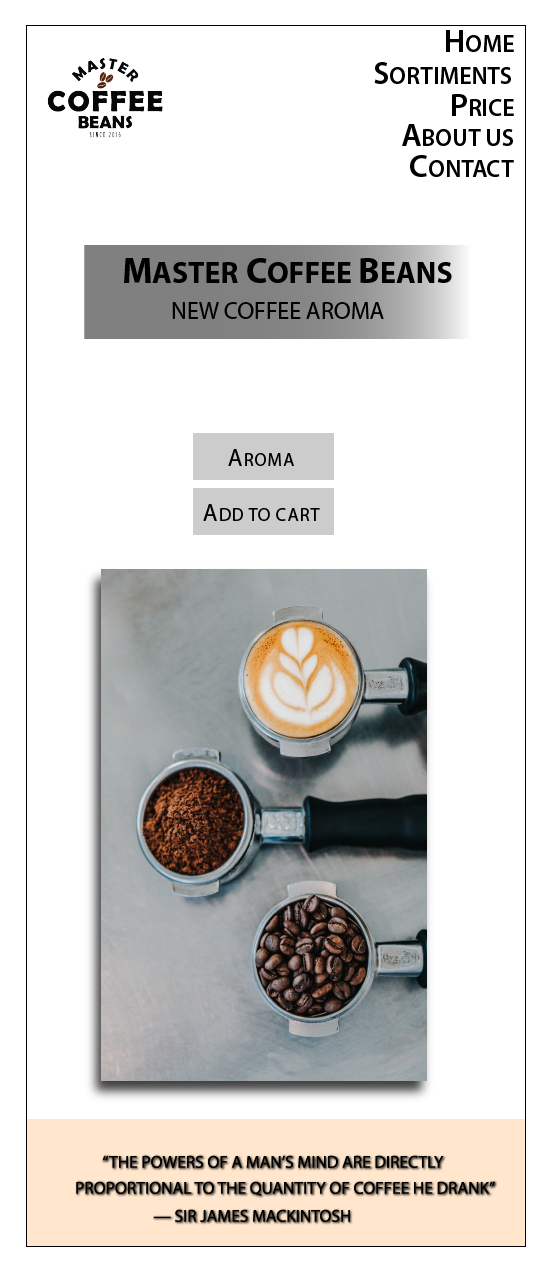 MASTER
COFFEE
BEANS
SINCE 2016
Home
Sortiments
Price
About us
Contact
Master Coffee Beans
NEW COFFEE AROMA
Aroma
Add to cart
“THE POWERS OF A MAN’S MIND ARE DIRECTLY
PROPORTIONAL TO THE QUANTITY OF COFFEE HE DRANK”
— SIR JAMES MACKINTOSH